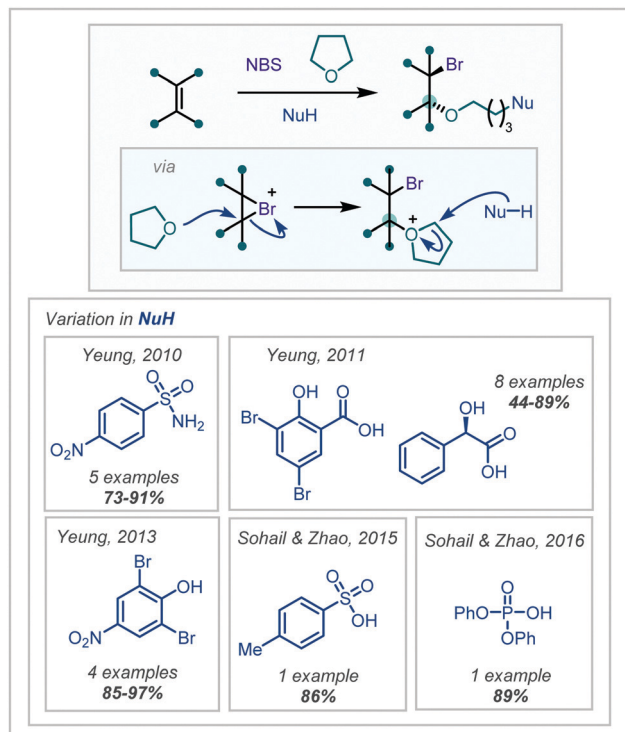 NBS
O
NuH
Br
O
( )3
Nu
via
+
Br
O
Br
O
+
Nu–H
Variation in NuH
Yeung, 2010
O
O
S
NH2
O2N
5 examples
73-91%
Yeung, 2011
8 examples
44-89%
OH
O
Br
OH
Br
OH
O
OH
Yeung, 2013
Br
OH
O2N
Br
4 examples
85-97%
Sohail & Zhao, 2015
O
O
S
OH
Me
1 example
86%
Sohail & Zhao, 2016
O
PhO–P–OH
OPh
1 example
89%